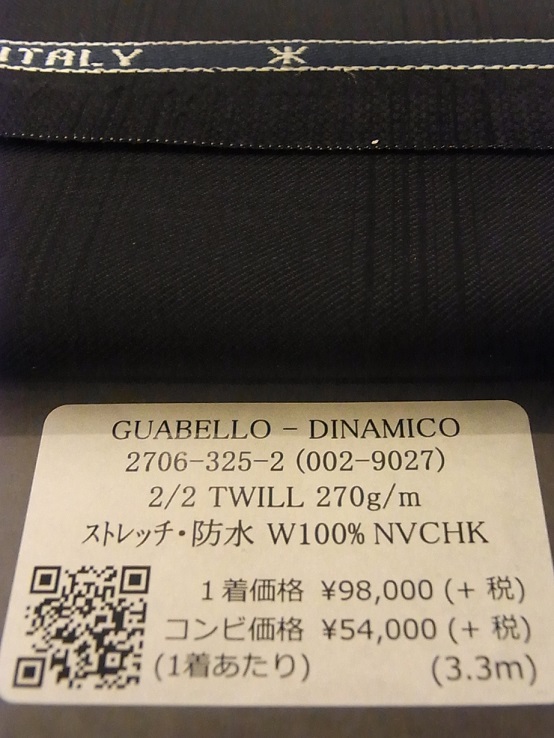 ITALY
GUABELLO - DINAMICO
2706-325-2 (002-9027)
2/2 TWILL 270g/m
ストレッチ・防水 W100% NVCHK
1着価格 ¥98,000 (+ 税)
コンビ価格 ¥54,000 (+ 税)
(1着あたり) (3.3m)